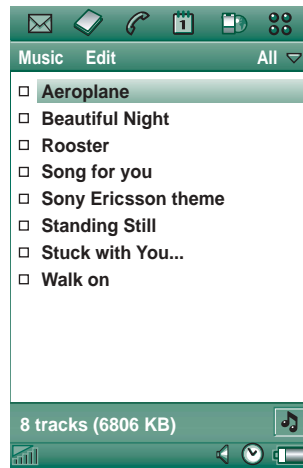 1
Music Edit All
Aeroplane
Beautiful Night
Rooster
Song for you
Sony Ericsson theme
Standing Still
Stuck with You...
Walk on
8 tracks (6806 KB)